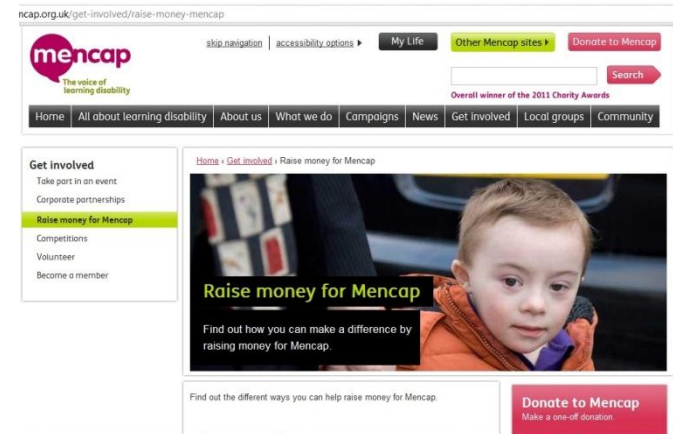 ncap.org.uk/get-involved/raise-money-mencap
skip navigation accessibility options My Life Other Mencap sites Donate to Mencap
mencap
The voice of
learning disability
Search
Overall winner of the 2011 Charity Awards
Home All about learning disability About us What we do Campaigns News Get involved Local groups Community
Get involved
Take part in an event
Corporate partnerships
Raise money for Mencap
Competitions
Volunteer
Become a member
Home › Get involved › Raise money for Mencap
Raise money for Mencap
Find out how you can make a difference by
raising money for Mencap.
Find out the different ways you can help raise money for Mencap.
Donate to Mencap
Make a one-off donation